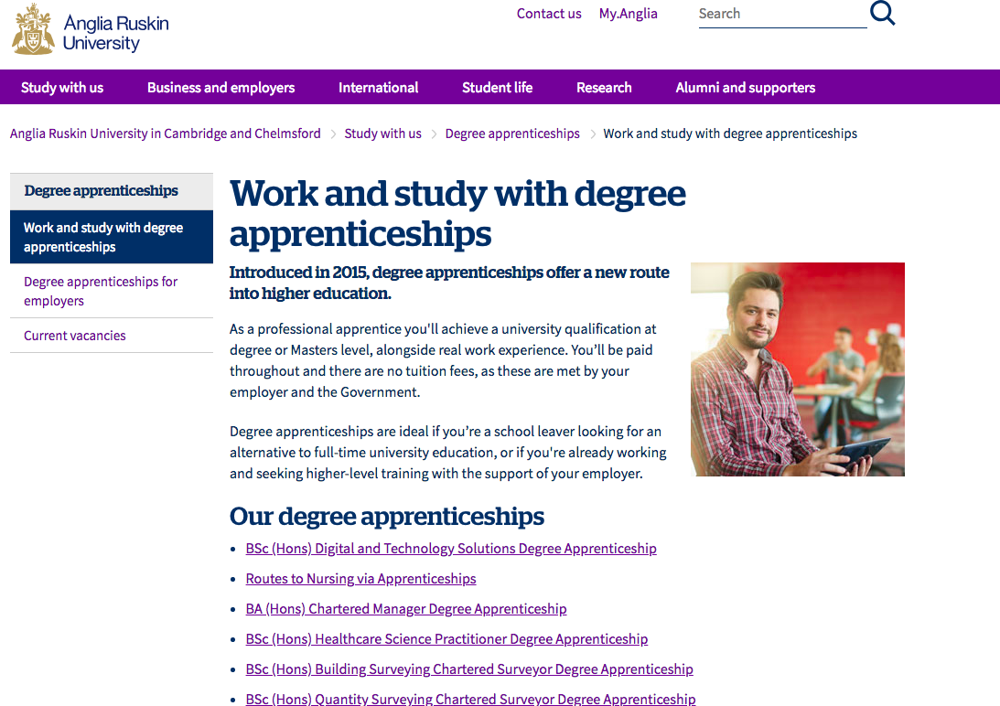 Anglia Ruskin
University
Contact us
My.Anglia
Search
Study with us
Business and employers
International
Student life
Research
Alumni and supporters
Anglia Ruskin University in Cambridge and Chelmsford
Study with us
Degree apprenticeships
Work and study with degree apprenticeships
Degree apprenticeships
Work and study with degree
apprenticeships
Degree apprenticeships for
employers
Current vacancies
Work and study with degree
apprenticeships
Introduced in 2015, degree apprenticeships offer a new route
into higher education.
As a professional apprentice you'll achieve a university qualification at
degree or Masters level, alongside real work experience. You’ll be paid
throughout and there are no tuition fees, as these are met by your
employer and the Government.
Degree apprenticeships are ideal if you’re a school leaver looking for an
alternative to full-time university education, or if you're already working
and seeking higher-level training with the support of your employer.
Our degree apprenticeships
BSc (Hons) Digital and Technology Solutions Degree Apprenticeship
Routes to Nursing via Apprenticeships
BA (Hons) Chartered Manager Degree Apprenticeship
BSc (Hons) Healthcare Science Practitioner Degree Apprenticeship
BSc (Hons) Building Surveying Chartered Surveyor Degree Apprenticeship
BSc (Hons) Quantity Surveying Chartered Surveyor Degree Apprenticeship